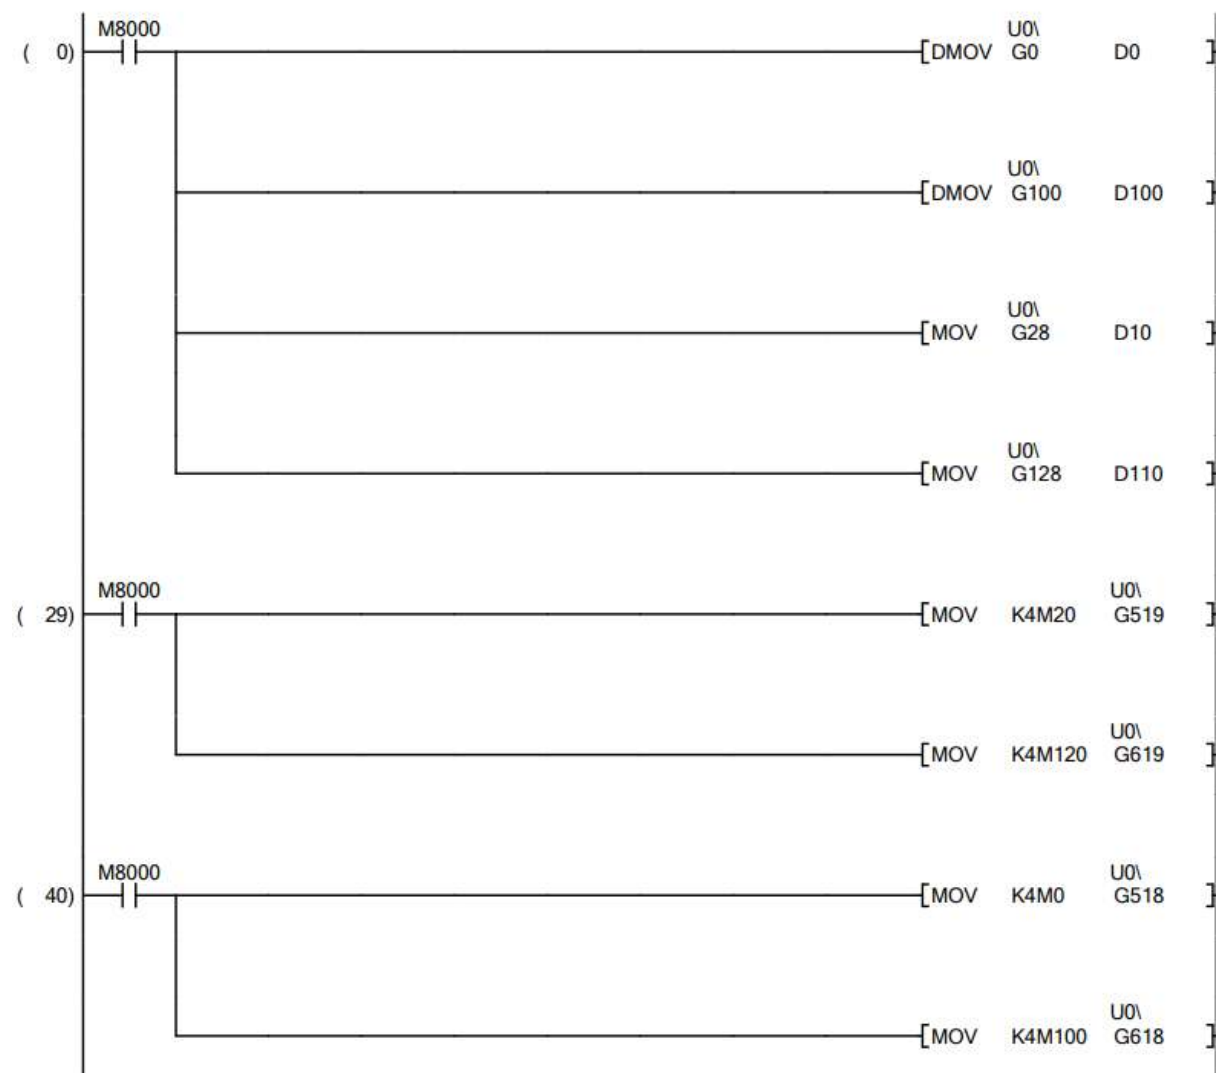 M8000
U0\
( 0) [DMOV G0 D0 ]
U0\
[DMOV G100 D100 ]
U0\
[MOV G28 D10 ]
U0\
[MOV G128 D110 ]
M8000 U0\
( 29) [MOV K4M20 G519 ]
U0\
[MOV K4M120 G619 ]
M8000 U0\
( 40) [MOV K4M0 G518 ]
U0\
[MOV K4M100 G618 ]